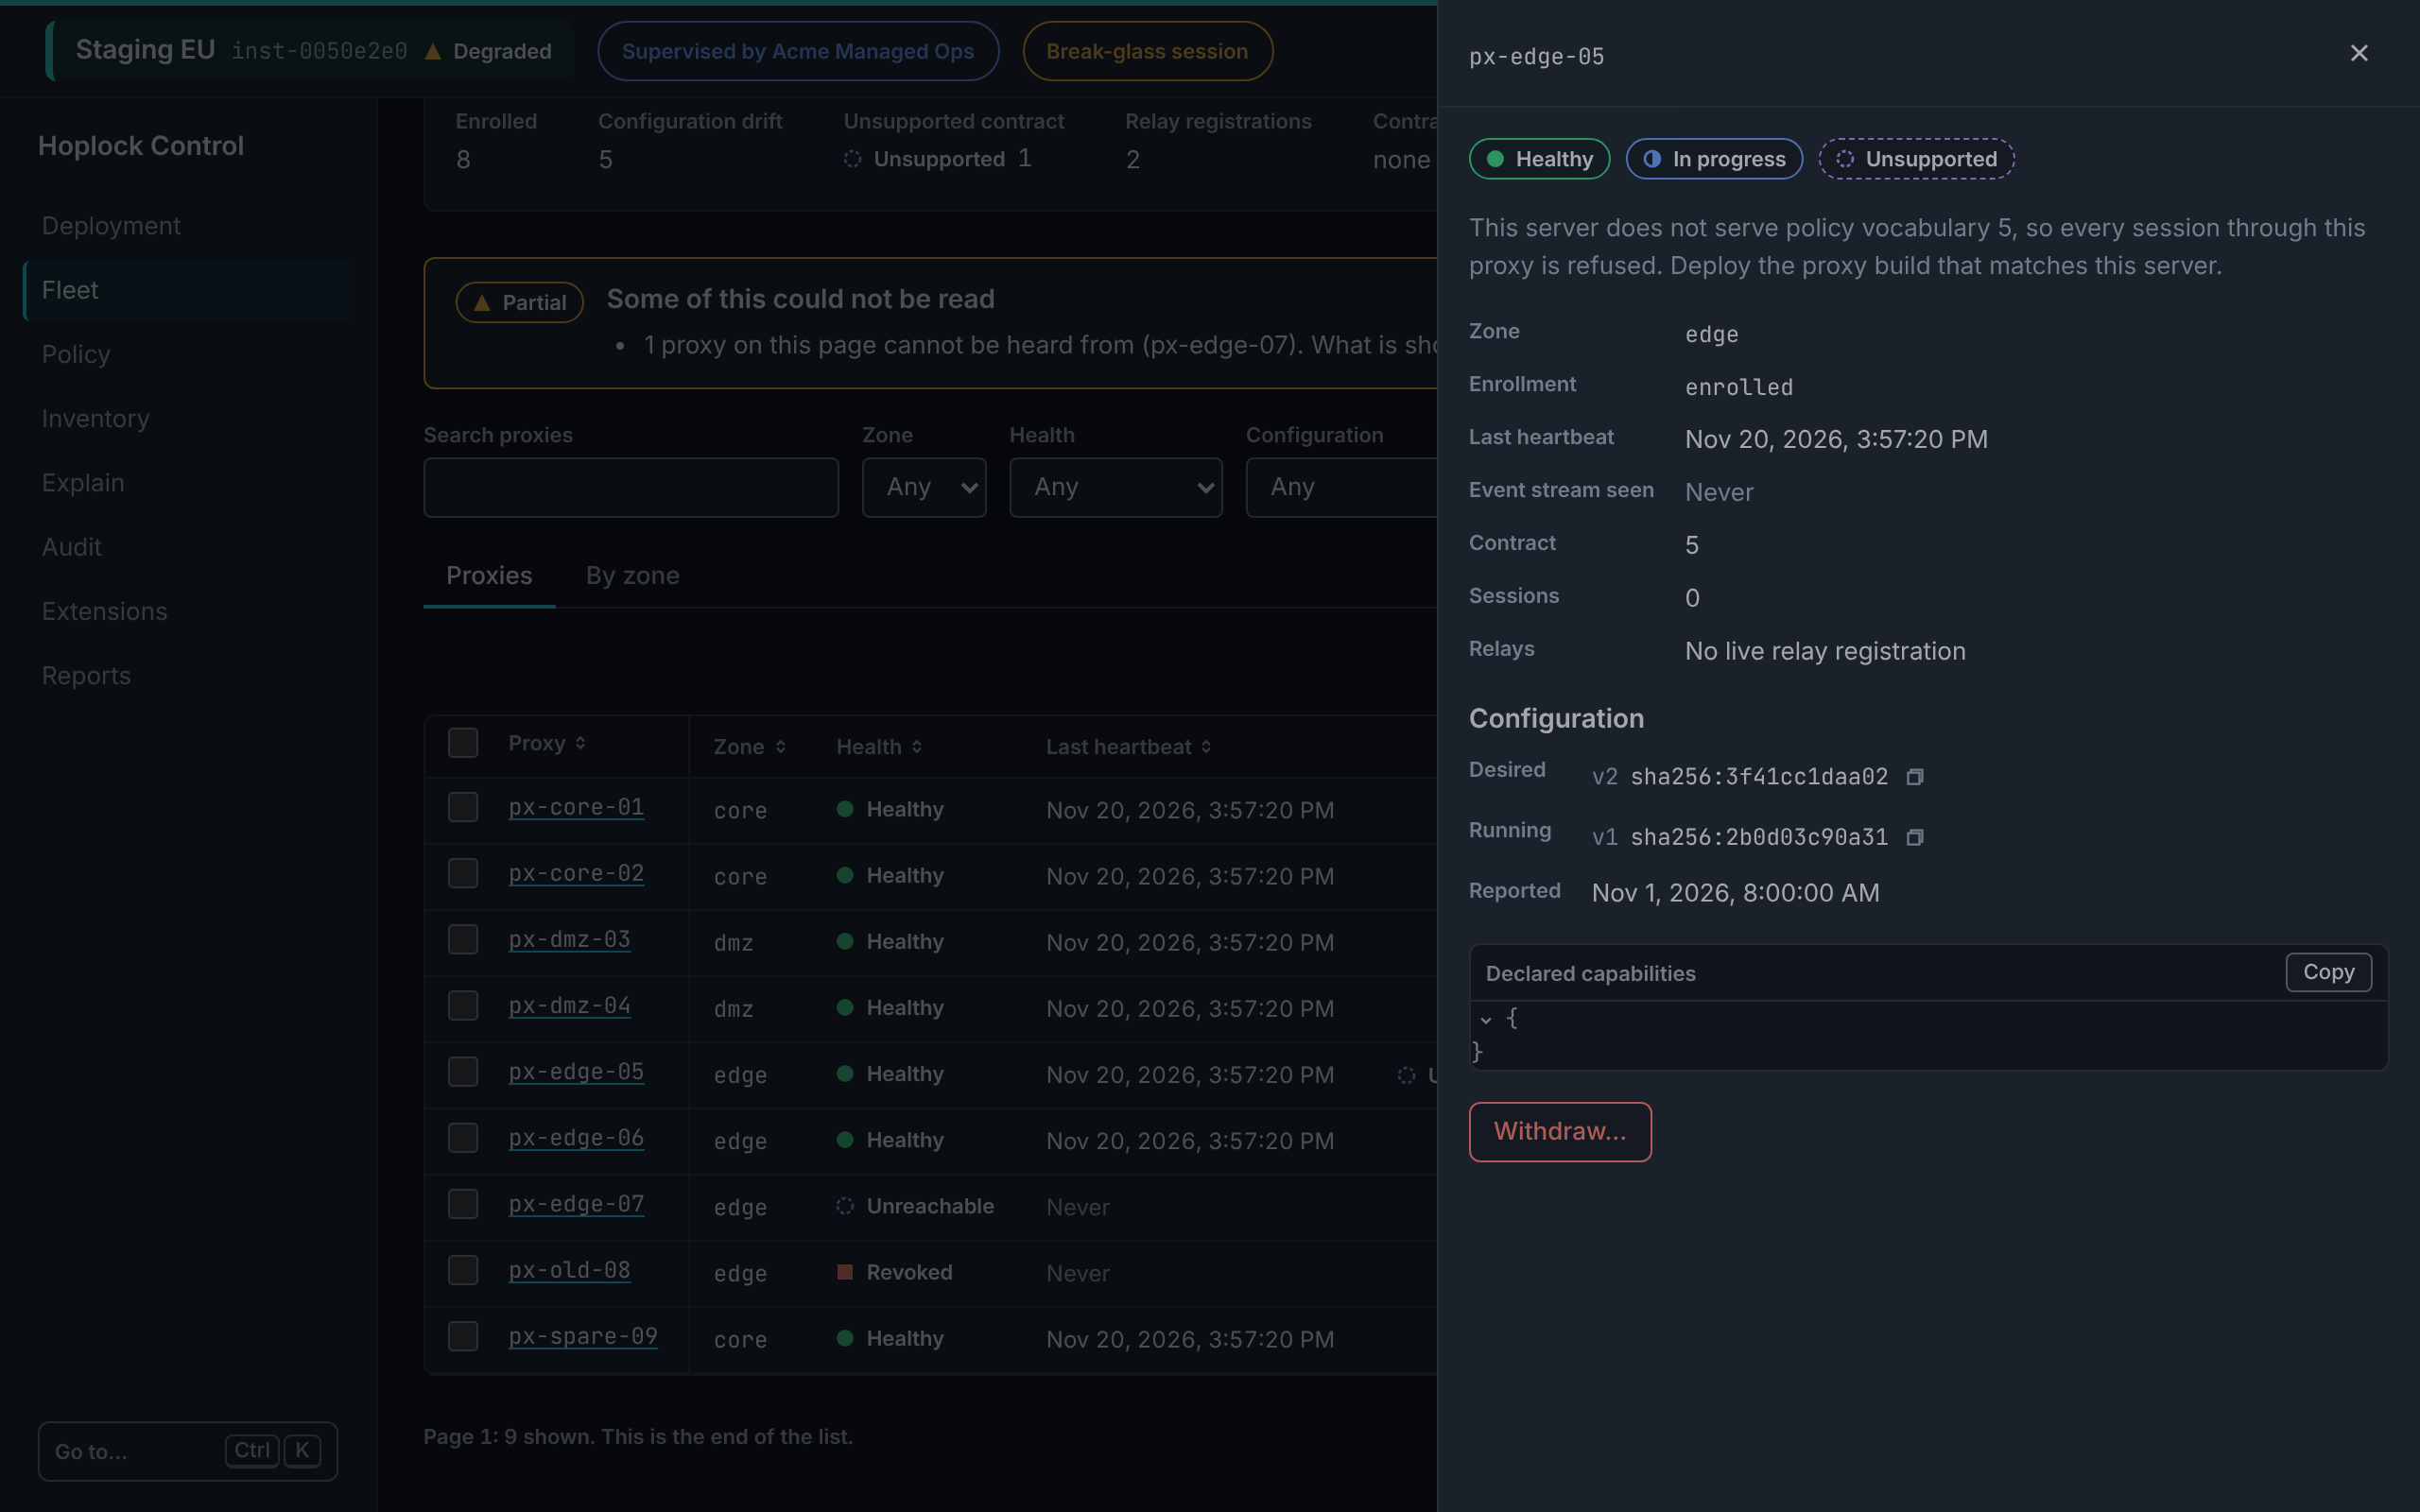 Staging EU inst-0050e2e0 Degraded
Supervised by Acme Managed Ops
Break-glass session
Hoplock Control
Deployment
Fleet
Policy
Inventory
Explain
Audit
Extensions
Reports
Go to... Ctrl K
Enrolled Configuration drift Unsupported contract Relay registrations
8 5 Unsupported 1 2 none
Partial Some of this could not be read
• 1 proxy on this page cannot be heard from (px-edge-07). What is
Search proxies Zone Health Configuration
Any Any Any
Proxies By zone
Proxy Zone Health Last heartbeat
px-core-01 core Healthy Nov 20, 2026, 3:57:20 PM
px-core-02 core Healthy Nov 20, 2026, 3:57:20 PM
px-dmz-03 dmz Healthy Nov 20, 2026, 3:57:20 PM
px-dmz-04 dmz Healthy Nov 20, 2026, 3:57:20 PM
px-edge-05 edge Healthy Nov 20, 2026, 3:57:20 PM
px-edge-06 edge Healthy Nov 20, 2026, 3:57:20 PM
px-edge-07 edge Unreachable Never
px-old-08 edge Revoked Never
px-spare-09 core Healthy Nov 20, 2026, 3:57:20 PM
Page 1: 9 shown. This is the end of the list.
px-edge-05
Healthy In progress Unsupported
This server does not serve policy vocabulary 5, so every session through this
proxy is refused. Deploy the proxy build that matches this server.
Zone edge
Enrollment enrolled
Last heartbeat Nov 20, 2026, 3:57:20 PM
Event stream seen Never
Contract 5
Sessions 0
Relays No live relay registration
Configuration
Desired v2 sha256:3f41cc1daa02
Running v1 sha256:2b0d03c90a31
Reported Nov 1, 2026, 8:00:00 AM
Declared capabilities Copy
{
}
Withdraw...